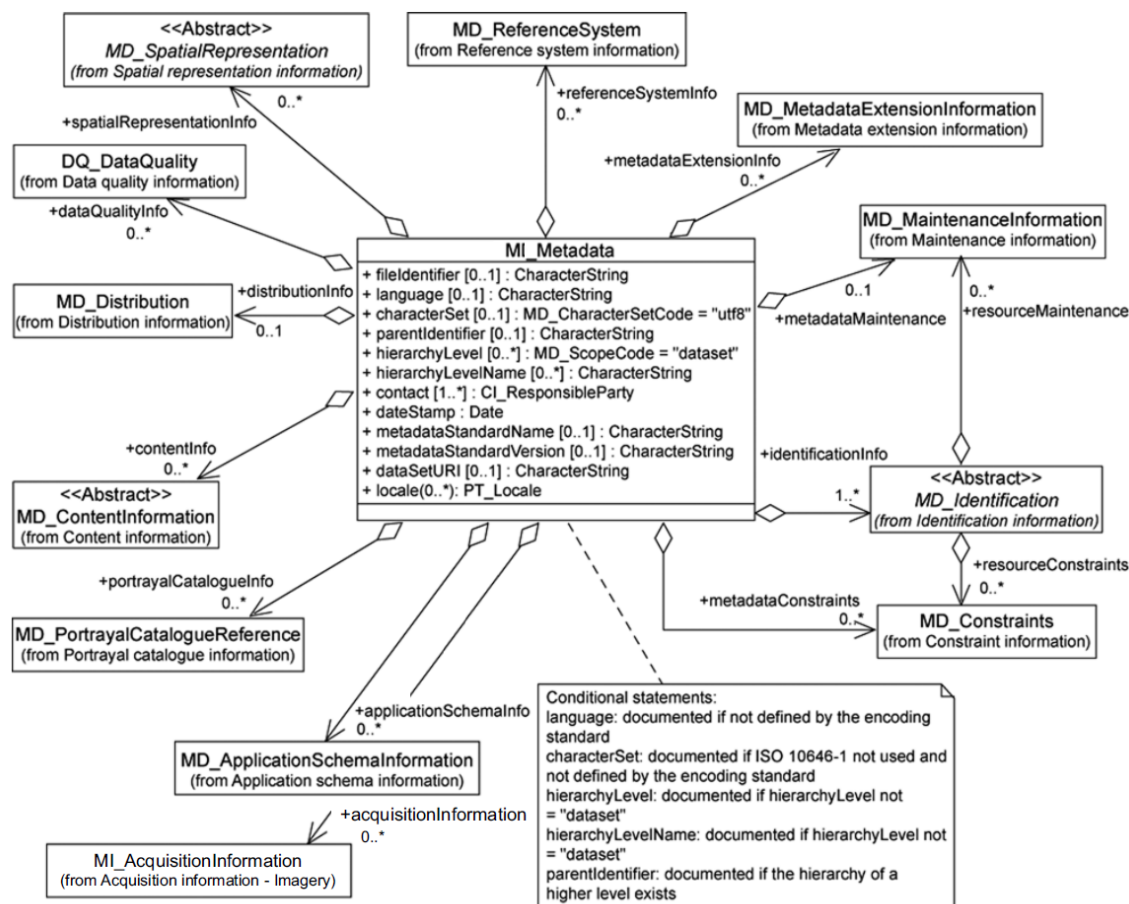 <<Abstract>>
MD_SpatialRepresentation
(from Spatial representation information)
0..*
+spatialRepresentationInfo
MD_ReferenceSystem
(from Reference system information)
+referenceSystemInfo
0..*
MD_MetadataExtensionInformation
(from Metadata extension information)
+metadataExtensionInfo
0..*
DQ_DataQuality
(from Data quality information)
+dataQualityInfo
0..*
MD_MaintenanceInformation
(from Maintenance information)
0..1
+metadataMaintenance
0..*
+resourceMaintenance
MD_Distribution
(from Distribution information)
+distributionInfo
0..1
MI_Metadata
+ fileIdentifier [0..1] : CharacterString
+ language [0..1] : CharacterString
+ characterSet [0..1] : MD_CharacterSetCode = "utf8"
+ parentIdentifier [0..1] : CharacterString
+ hierarchyLevel [0..*] : MD_ScopeCode = "dataset"
+ hierarchyLevelName [0..*] : CharacterString
+ contact [1..*] : CI_ResponsibleParty
+ dateStamp : Date
+ metadataStandardName [0..1] : CharacterString
+ metadataStandardVersion [0..1] : CharacterString
+ dataSetURI [0..1] : CharacterString
+ locale(0..*): PT_Locale
+contentInfo
0..*
<<Abstract>>
MD_ContentInformation
(from Content information)
+identificationInfo
1..*
<<Abstract>>
MD_Identification
(from Identification information)
+resourceConstraints
0..*
+metadataConstraints
0..*
MD_Constraints
(from Constraint information)
+portrayalCatalogueInfo
0..*
MD_PortrayalCatalogueReference
(from Portrayal catalogue information)
+applicationSchemaInfo
0..*
MD_ApplicationSchemaInformation
(from Application schema information)
+acquisitionInformation
0..*
MI_AcquisitionInformation
(from Acquisition information - Imagery)
Conditional statements:
language: documented if not defined by the encoding
standard
characterSet: documented if ISO 10646-1 not used and
not defined by the encoding standard
hierarchyLevel: documented if hierarchyLevel not
= "dataset"
hierarchyLevelName: documented if hierarchyLevel not
= "dataset"
parentIdentifier: documented if the hierarchy of a
higher level exists